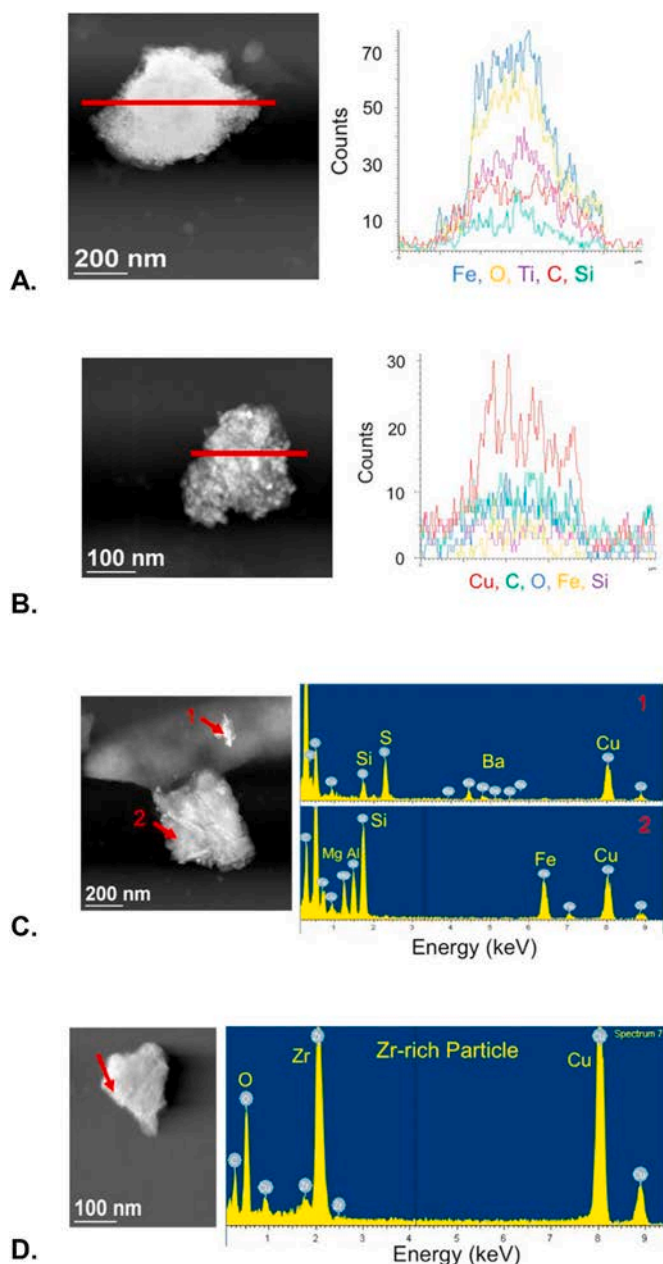 70
50
30
10
Counts
200 nm
Fe, O, Ti, C, Si
A.
30
20
10
0
Counts
100 nm
Cu, C, O, Fe, Si
B.
1
2
200 nm
1
Si
S
Ba
Cu
2
Si
Mg Al
Fe
Cu
1 2 3 4 5 6 7 8 9
Energy (keV)
C.
100 nm
Spectrum 7
Zr-rich Particle
O
Zr
Cu
1 2 3 4 5 6 7 8 9
Energy (keV)
D.